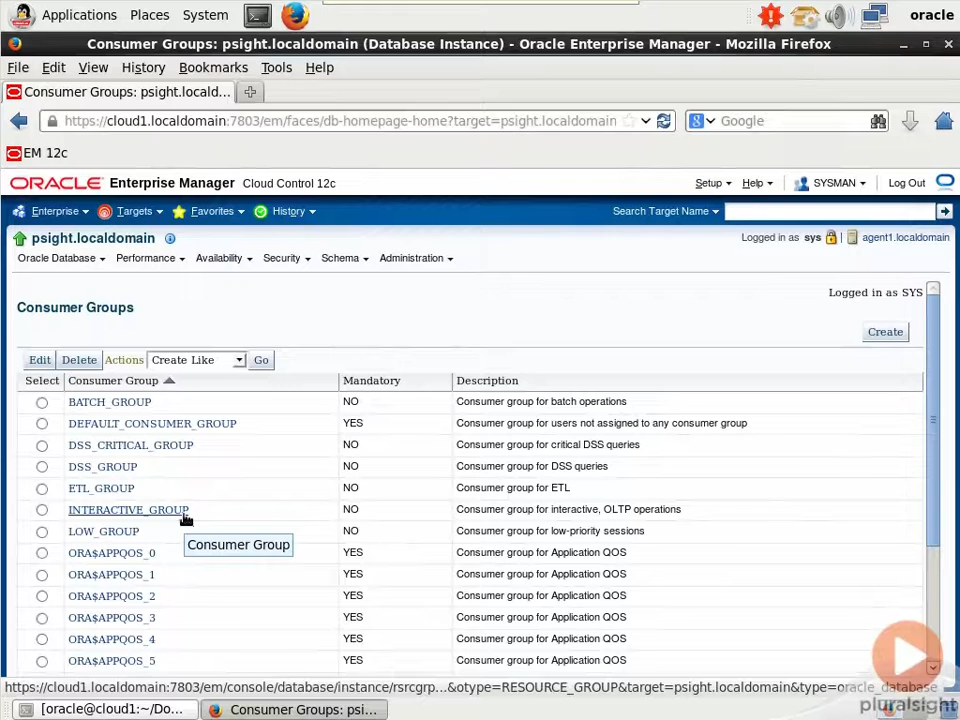 Applications Places System oracle
Consumer Groups: psight.localdomain (Database Instance) - Oracle Enterprise Manager - Mozilla Firefox
File Edit View History Bookmarks Tools Help
Consumer Groups: psight.locald...
https://cloud1.localdomain:7803/em/faces/db-homepage-home?target=psight.localdomain Google
EM 12c
ORACLE Enterprise Manager Cloud Control 12c Setup Help SYSMAN Log Out
Enterprise Targets Favorites History Search Target Name
psight.localdomain Logged in as sys agent1.localdomain
Oracle Database Performance Availability Security Schema Administration
Logged in as SYS
Consumer Groups
Create
Edit Delete Actions Create Like Go
Select Consumer Group Mandatory Description
BATCH_GROUP NO Consumer group for batch operations
DEFAULT_CONSUMER_GROUP YES Consumer group for users not assigned to any consumer group
DSS_CRITICAL_GROUP NO Consumer group for critical DSS queries
DSS_GROUP NO Consumer group for DSS queries
ETL_GROUP NO Consumer group for ETL
INTERACTIVE_GROUP NO Consumer group for interactive, OLTP operations
LOW_GROUP NO Consumer group for low-priority sessions
Consumer Group
ORA$APPQOS_0 YES Consumer group for Application QOS
ORA$APPQOS_1 YES Consumer group for Application QOS
ORA$APPQOS_2 YES Consumer group for Application QOS
ORA$APPQOS_3 YES Consumer group for Application QOS
ORA$APPQOS_4 YES Consumer group for Application QOS
ORA$APPQOS_5 YES Consumer group for Application QOS
https://cloud1.localdomain:7803/em/console/database/instance/rsrcgrp...&otype=RESOURCE_GROUP&target=psight.localdomain&type=oracle_database
[oracle@cloud1:~/Do... Consumer Groups: psi... pluralsight